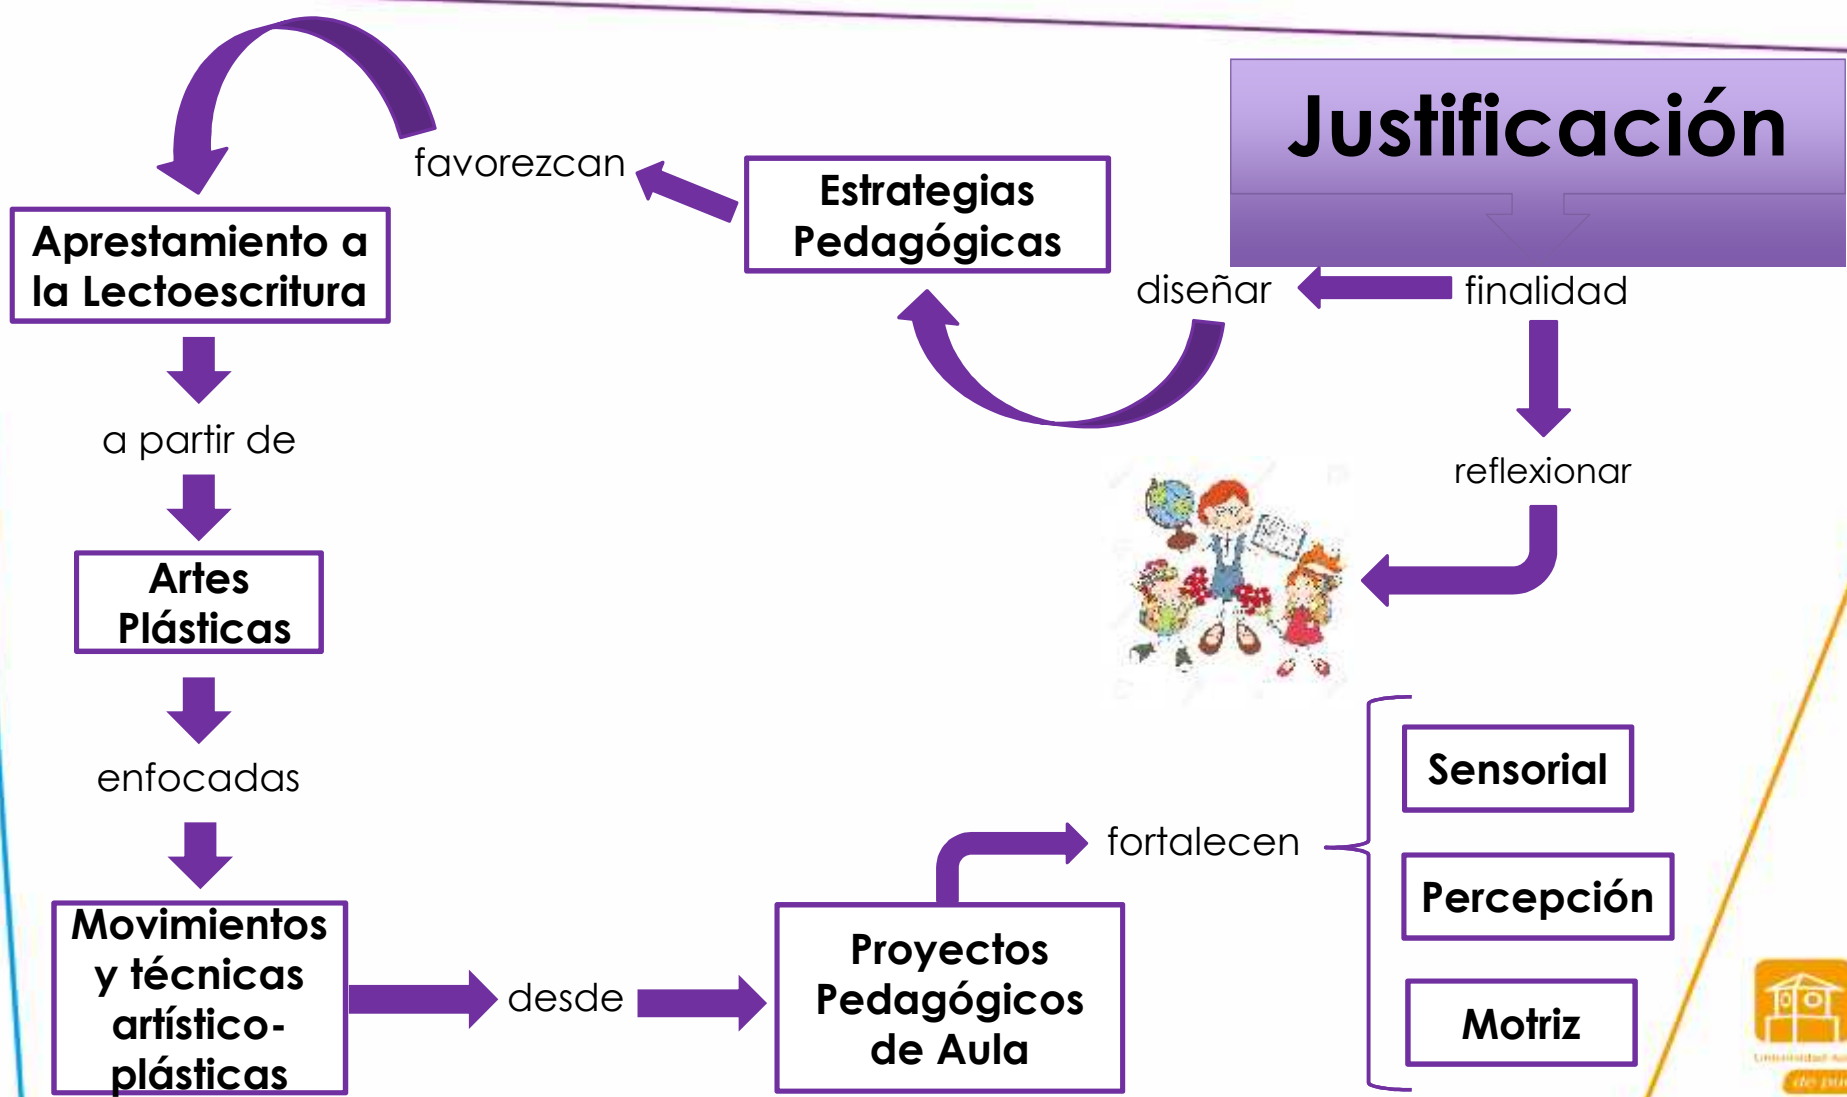 Justificación
finalidad
diseñar
Estrategias
Pedagógicas
favorezcan
Aprestamiento a
la Lectoescritura
a partir de
Artes
Plásticas
enfocadas
Movimientos
y técnicas
artístico-
plásticas
desde
Proyectos
Pedagógicos
de Aula
fortalecen
Sensorial
Percepción
Motriz
reflexionar